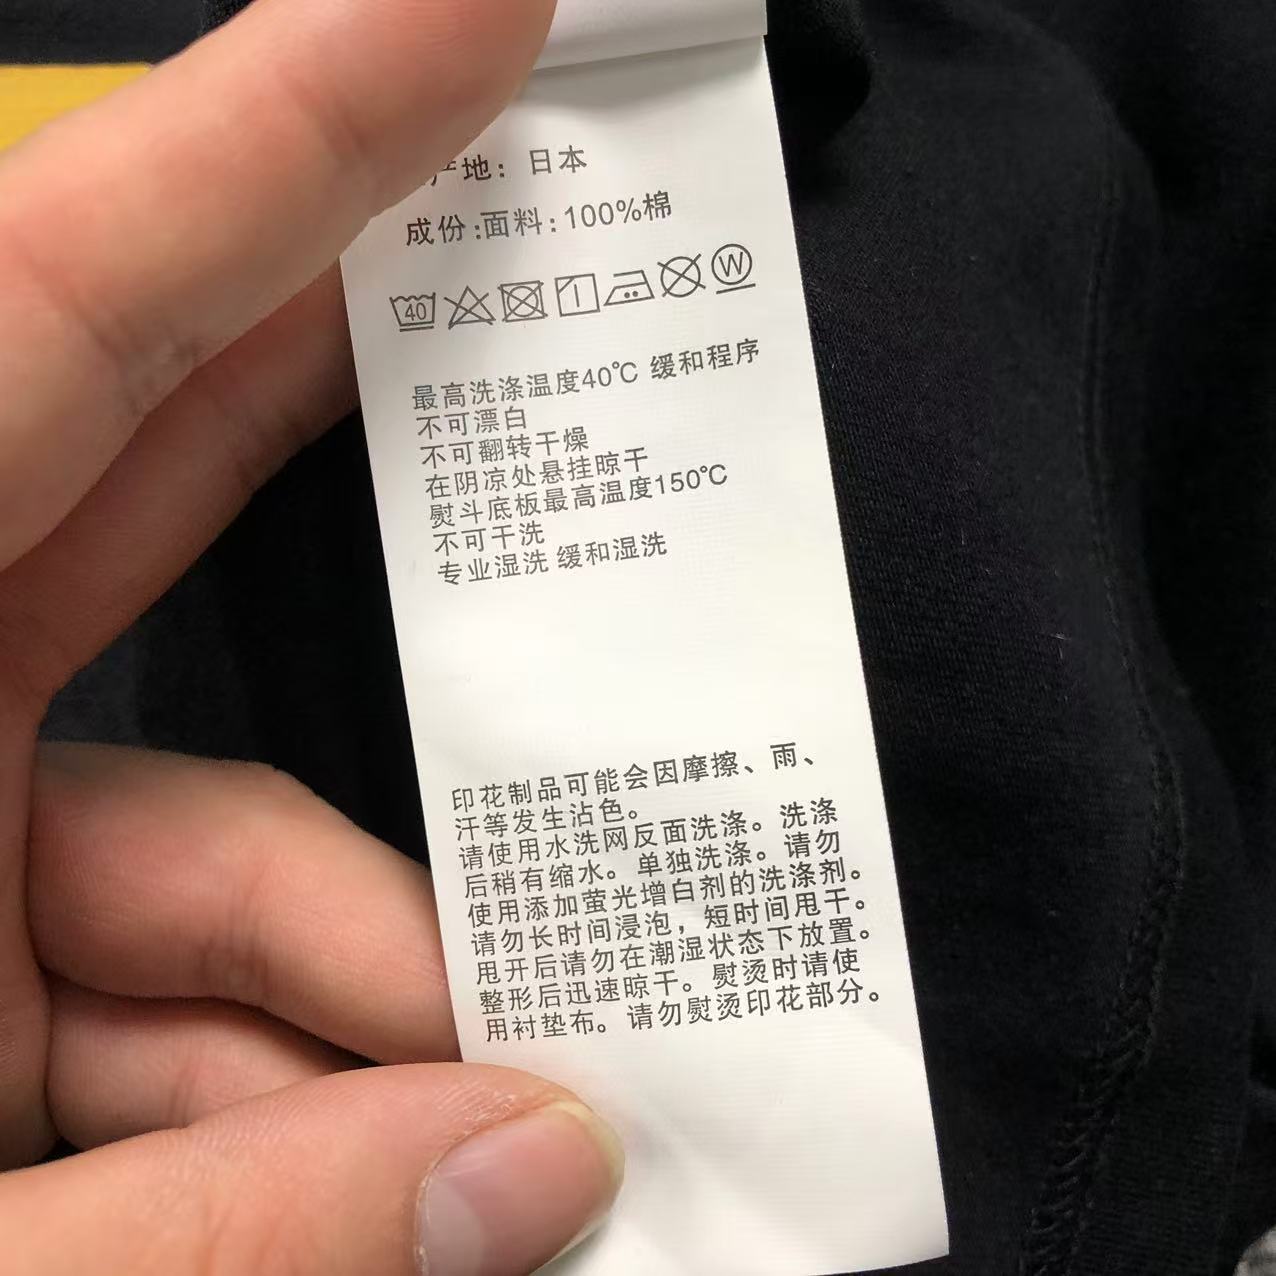 产地: 日本
成份:面料:100%棉
40 W
最高洗涤温度40℃ 缓和程序
不可漂白
不可翻转干燥
在阴凉处悬挂晾干
熨斗底板最高温度150℃
不可干洗
专业湿洗 缓和湿洗
印花制品可能会因摩擦、雨、
汗等发生沾色。
请使用水洗网反面洗涤。洗涤
后稍有缩水。单独洗涤。请勿
使用添加萤光增白剂的洗涤剂。
请勿长时间浸泡，短时间甩干。
甩开后请勿在潮湿状态下放置。
整形后迅速晾干。熨烫时请使
用衬垫布。请勿熨烫印花部分。